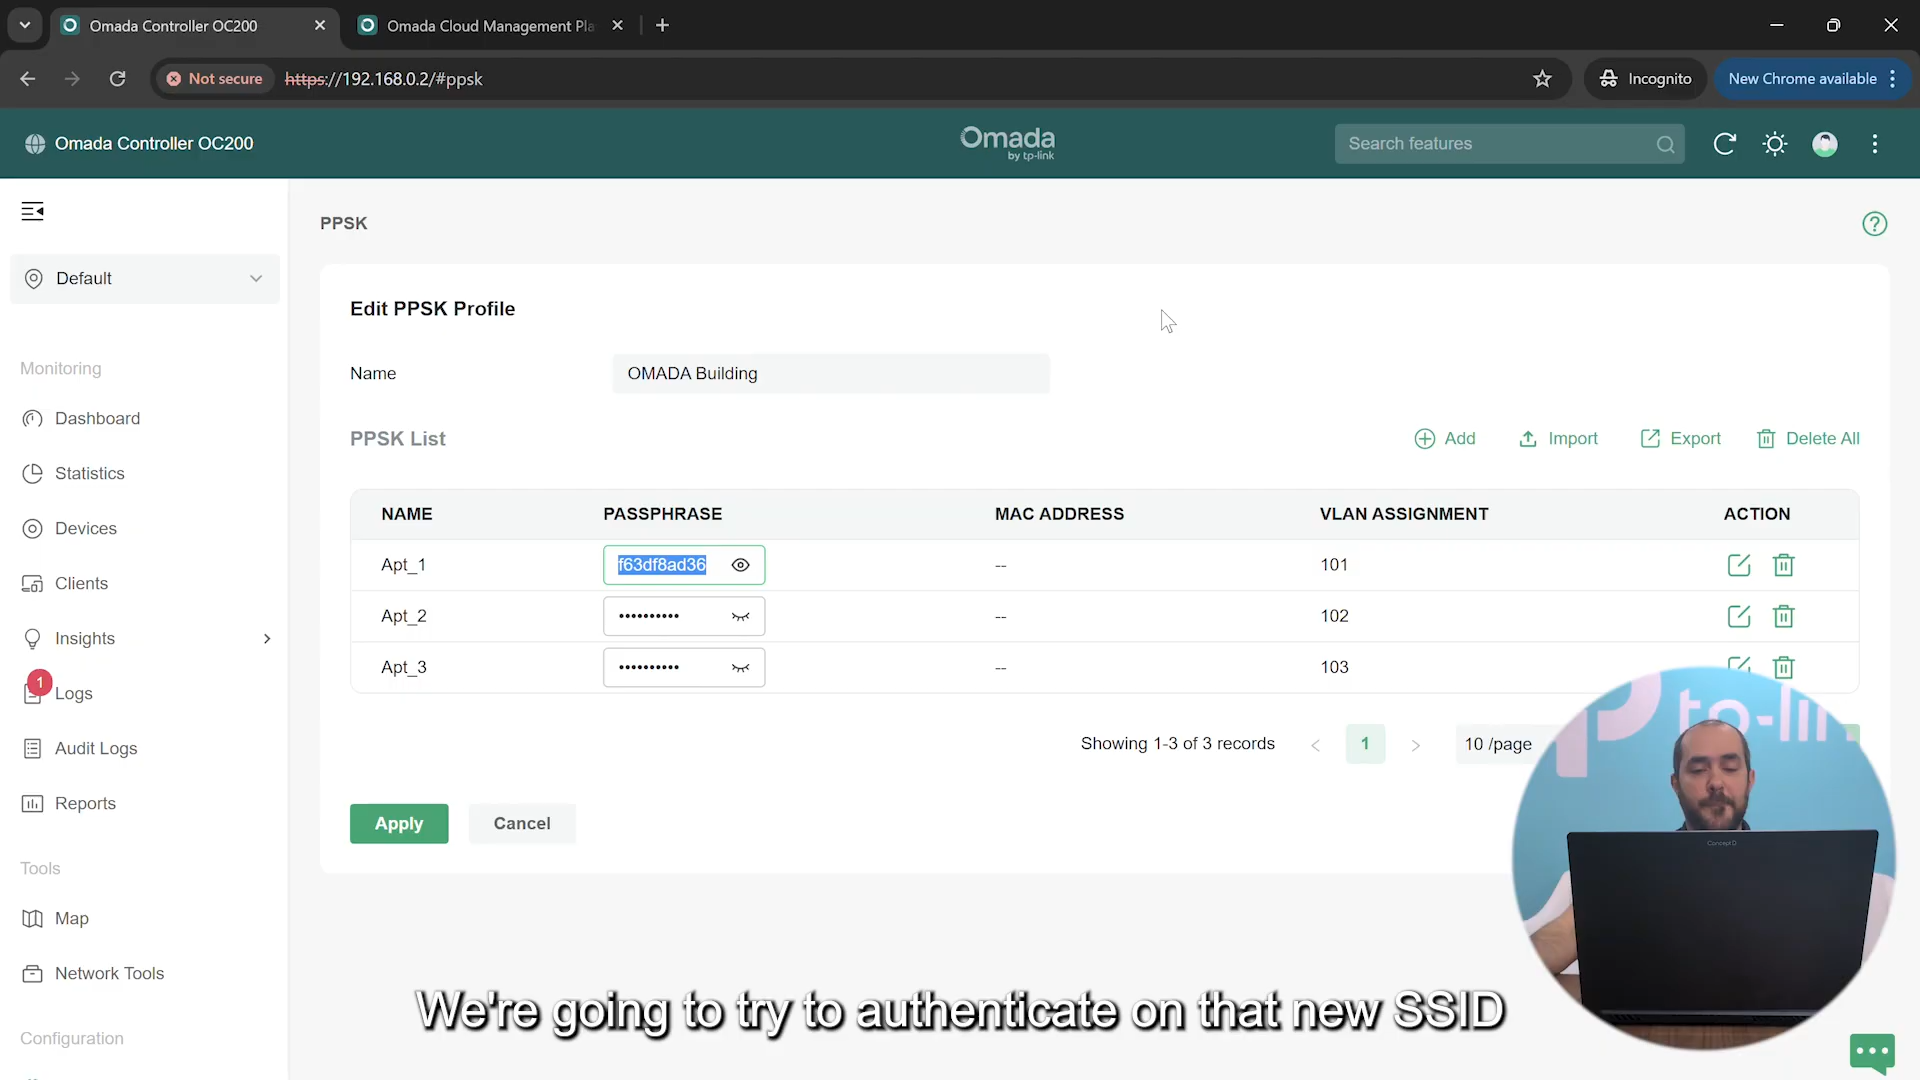 Omada Controller OC200
Omada Cloud Management Pla
Not secure
https://192.168.0.2/#ppsk
Incognito
New Chrome available
Omada Controller OC200
Omada
by tp-link
Search features
PPSK
Default
Edit PPSK Profile
Name
OMADA Building
Monitoring
Dashboard
PPSK List
Add
Import
Export
Delete All
Statistics
NAME
PASSPHRASE
MAC ADDRESS
VLAN ASSIGNMENT
ACTION
Devices
Apt_1
f63df8ad36
--
101
Clients
Apt_2
••••••••••
--
102
Insights
Apt_3
••••••••••
--
103
1
Logs
Showing 1-3 of 3 records
<
1
>
10 /page
Audit Logs
Reports
Apply
Cancel
Tools
Map
Network Tools
Configuration
tp-lin
ConceptD
We're going to try to authenticate on that new SSID